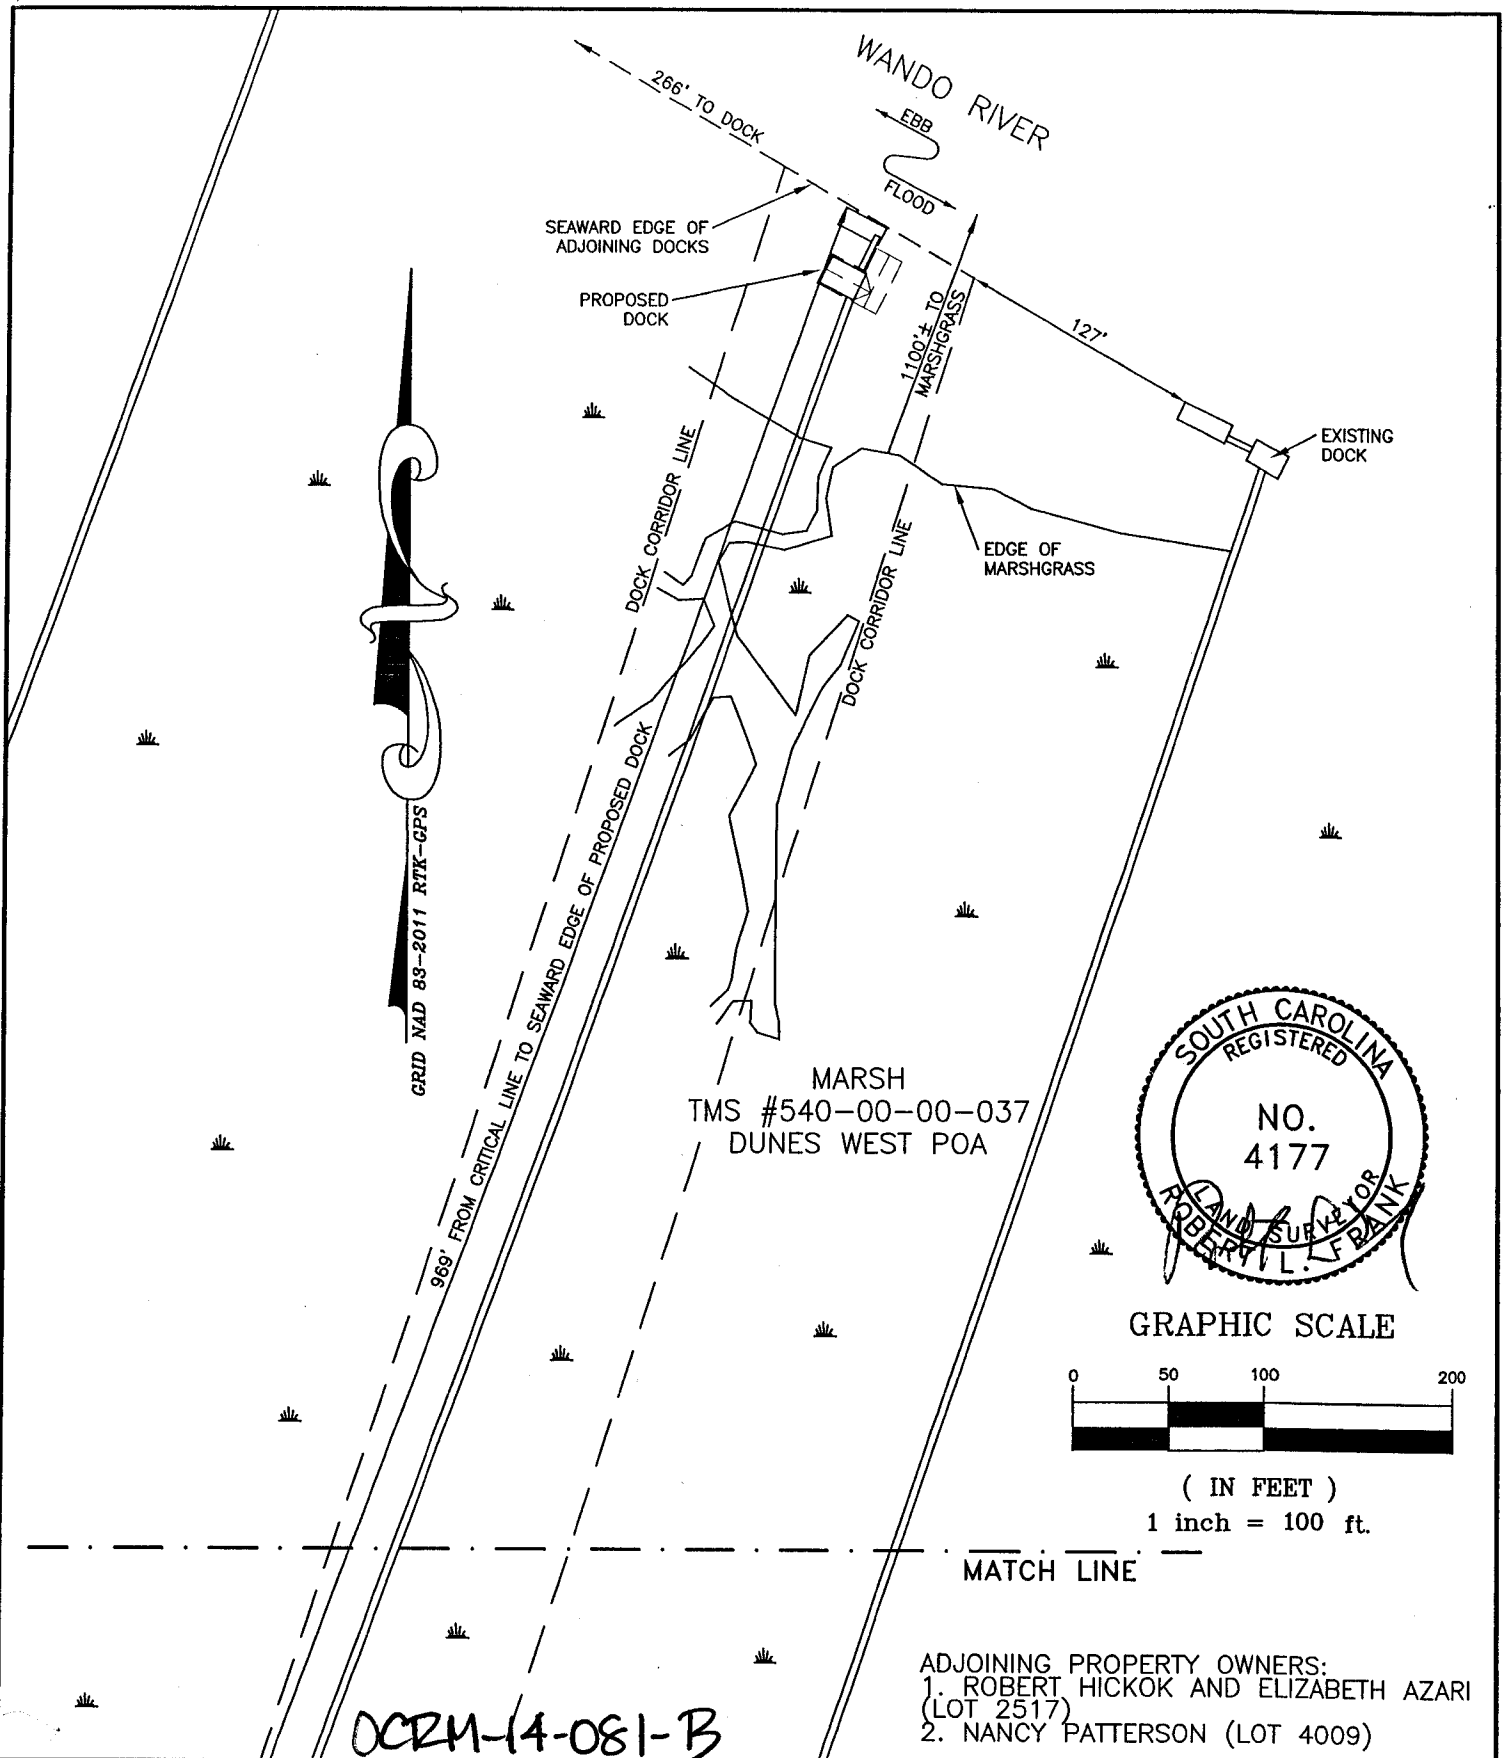 WANDO RIVER
266' TO DOCK
EBB
FLOOD
SEAWARD EDGE OF
ADJOINING DOCKS
PROPOSED
DOCK
1100'± TO
MARSHGRASS
127'
EXISTING
DOCK
DOCK CORRIDOR LINE
DOCK CORRIDOR LINE
EDGE OF
MARSHGRASS
GRID NAD 83-2011 RTK-GPS
969' FROM CRITICAL LINE TO SEAWARD EDGE OF PROPOSED DOCK
MARSH
TMS #540-00-00-037
DUNES WEST POA
SOUTH CAROLINA
REGISTERED
NO.
4177
LAND SURVEYOR
ROBERT L. FRANK
GRAPHIC SCALE
0 50 100 200
( IN FEET )
1 inch = 100 ft.
MATCH LINE
ADJOINING PROPERTY OWNERS:
1. ROBERT HICKOK AND ELIZABETH AZARI
(LOT 2517)
2. NANCY PATTERSON (LOT 4009)
OCRM-14-081-B